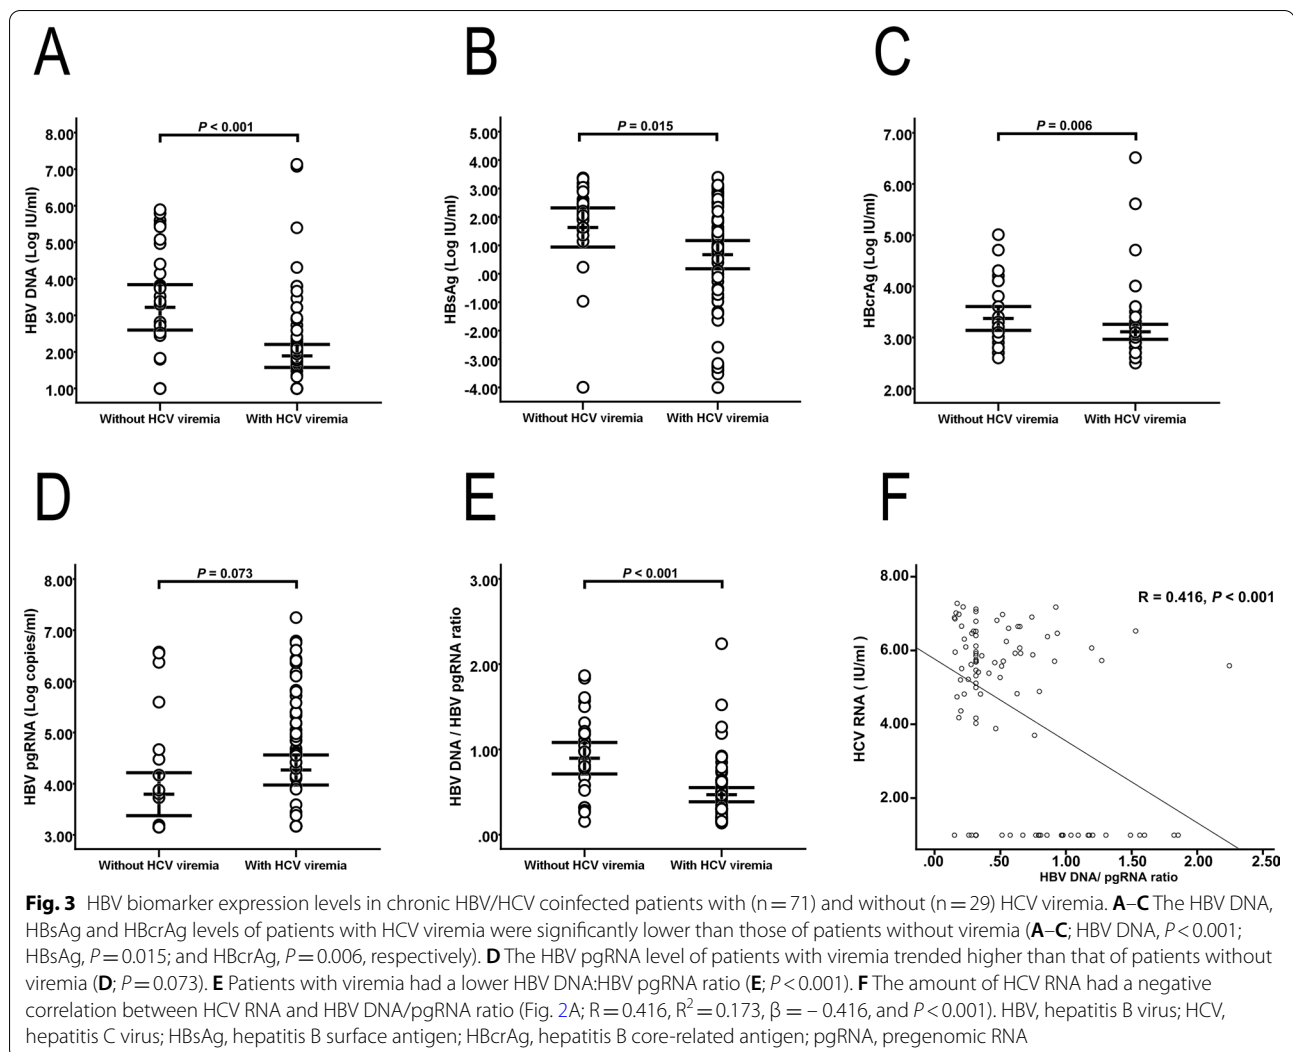 A
B
C
P < 0.001
P = 0.015
P = 0.006
HBV DNA (Log IU/ml)
8.00
7.00
6.00
5.00
4.00
3.00
2.00
1.00
Without HCV viremia
With HCV viremia
HBsAg (Log IU/ml)
5.00
4.00
3.00
2.00
1.00
.00
-1.00
-2.00
-3.00
-4.00
Without HCV viremia
With HCV viremia
HBcrAg (Log IU/ml)
7.00
6.00
5.00
4.00
3.00
2.00
Without HCV viremia
With HCV viremia
D
E
F
P = 0.073
P < 0.001
R = 0.416, P < 0.001
HBV pgRNA (Log copies/ml)
8.00
7.00
6.00
5.00
4.00
3.00
Without HCV viremia
With HCV viremia
HBV DNA / HBV pgRNA ratio
3.00
2.00
1.00
.00
Without HCV viremia
With HCV viremia
HCV RNA ( IU/ml )
8.00
6.00
4.00
2.00
.00
.50
1.00
1.50
2.00
2.50
HBV DNA/ pgRNA ratio
Fig. 3 HBV biomarker expression levels in chronic HBV/HCV coinfected patients with (n = 71) and without (n = 29) HCV viremia. A–C The HBV DNA,
HBsAg and HBcrAg levels of patients with HCV viremia were significantly lower than those of patients without viremia (A–C; HBV DNA, P < 0.001;
HBsAg, P = 0.015; and HBcrAg, P = 0.006, respectively). D The HBV pgRNA level of patients with viremia trended higher than that of patients without
viremia (D; P = 0.073). E Patients with viremia had a lower HBV DNA:HBV pgRNA ratio (E; P < 0.001). F The amount of HCV RNA had a negative
correlation between HCV RNA and HBV DNA/pgRNA ratio (Fig. 2A; R = 0.416, R² = 0.173, β = − 0.416, and P < 0.001). HBV, hepatitis B virus; HCV,
hepatitis C virus; HBsAg, hepatitis B surface antigen; HBcrAg, hepatitis B core-related antigen; pgRNA, pregenomic RNA